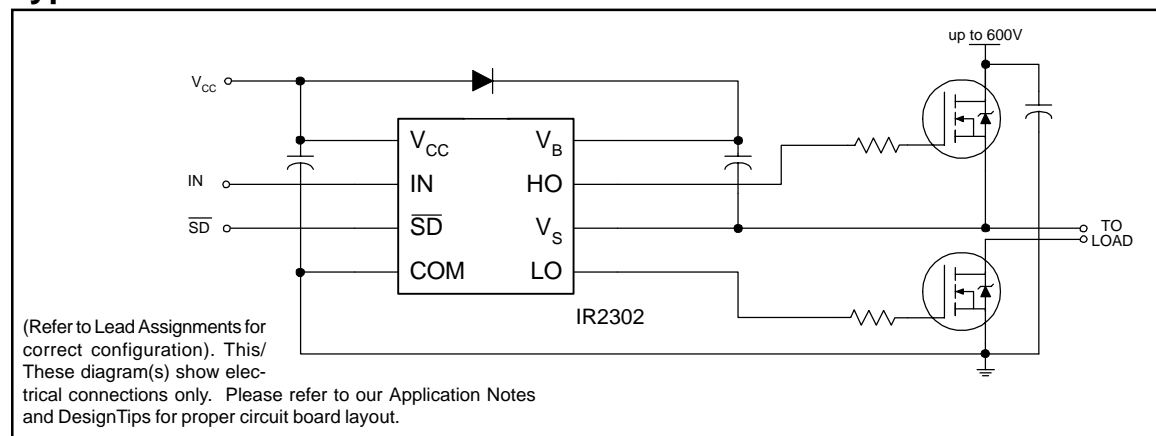 up to 600V
VCC
VCC VB
IN IN HO
SD SD VS TO
LOAD
COM LO
IR2302
(Refer to Lead Assignments for
correct configuration). This/
These diagram(s) show elec-
trical connections only. Please refer to our Application Notes
and DesignTips for proper circuit board layout.